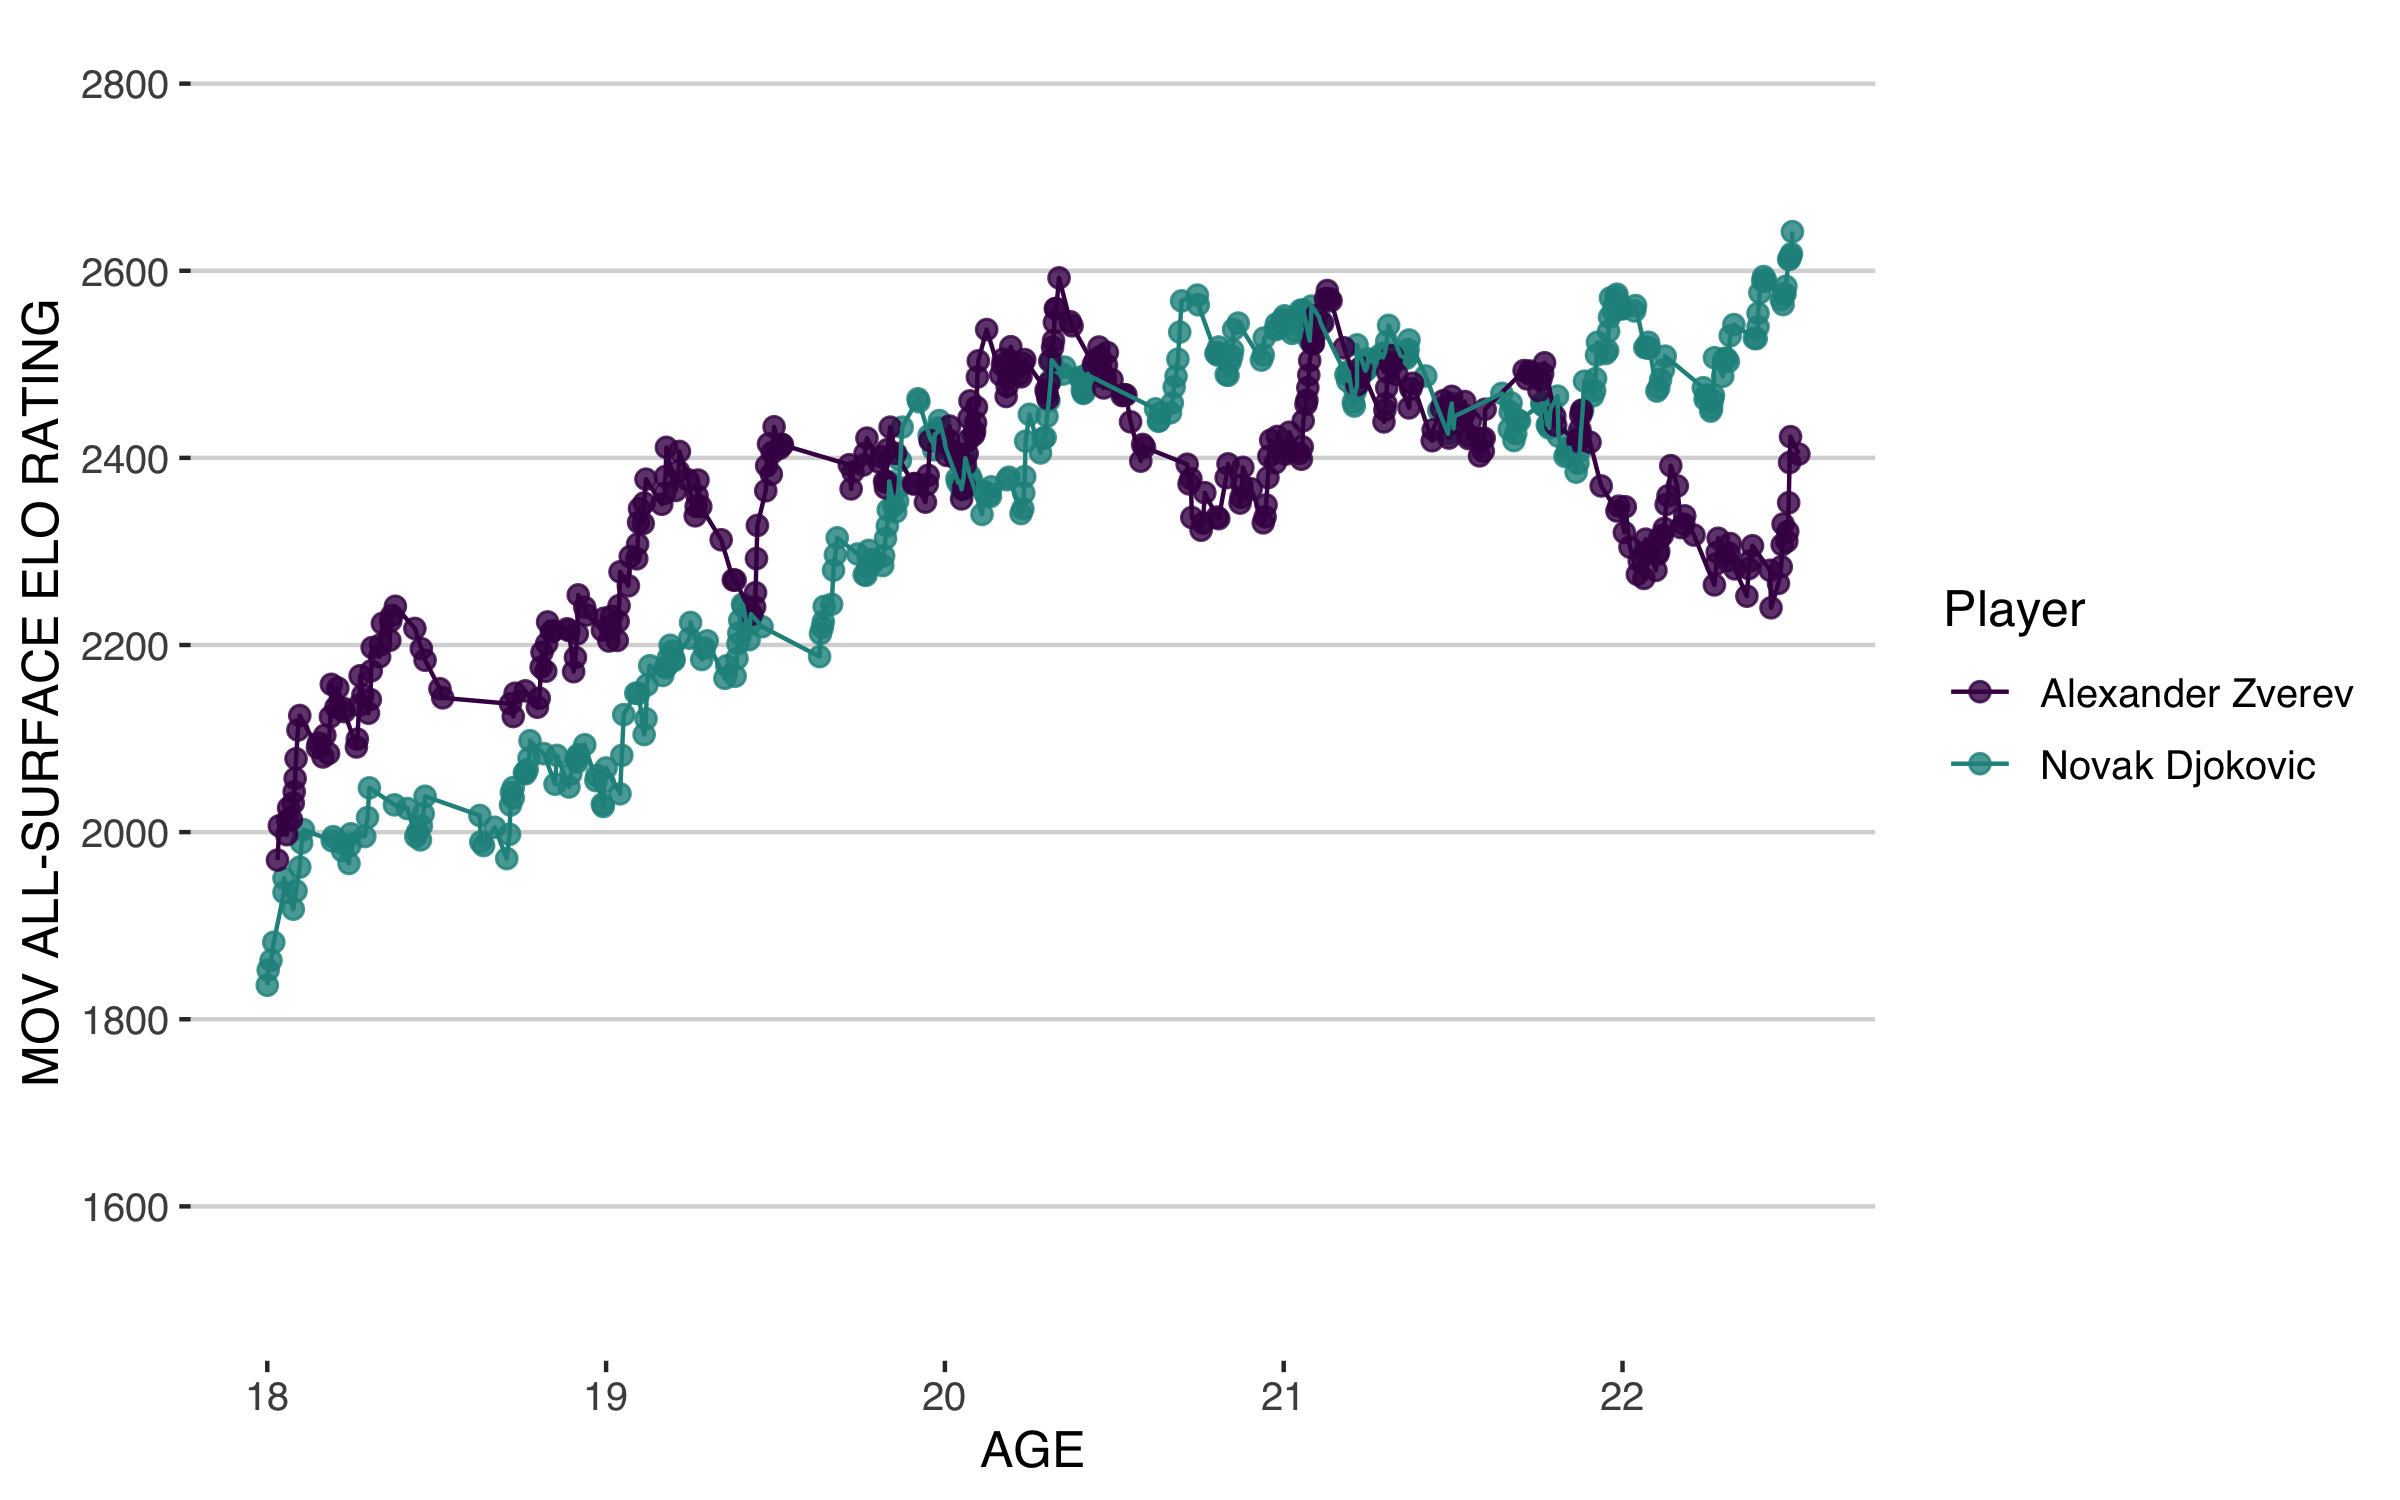 MOV ALL-SURFACE ELO RATING
2800
2600
2400
2200
2000
1800
1600
18 19 20 21 22
AGE
Player
Alexander Zverev
Novak Djokovic